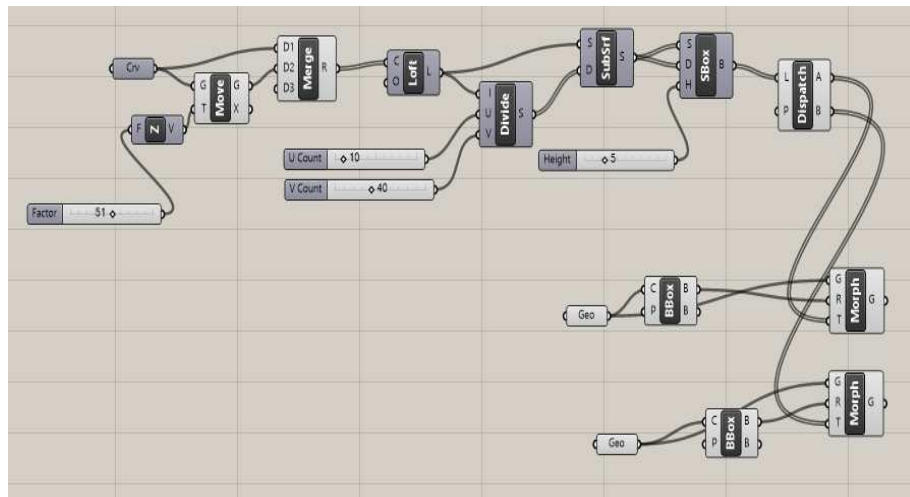 Crv
D1
D2
D3
Merge
R
G
T
Move
G
X
F
Z
V
Factor 51
C
O
Loft
L
I
U
V
Divide
S
U Count 10
V Count 40
S
D
SubSrf
S
S
D
H
SBox
B
Height 5
L
P
Dispatch
A
B
Geo
C
P
BBox
B
B
G
R
T
Morph
G
Geo
C
P
BBox
B
B
G
R
T
Morph
G